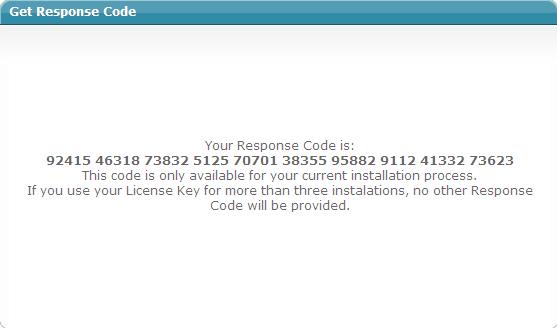 Get Response Code
Your Response Code is:
92415 46318 73832 5125 70701 38355 95882 9112 41332 73623
This code is only available for your current installation process.
If you use your License Key for more than three instalations, no other Response
Code will be provided.